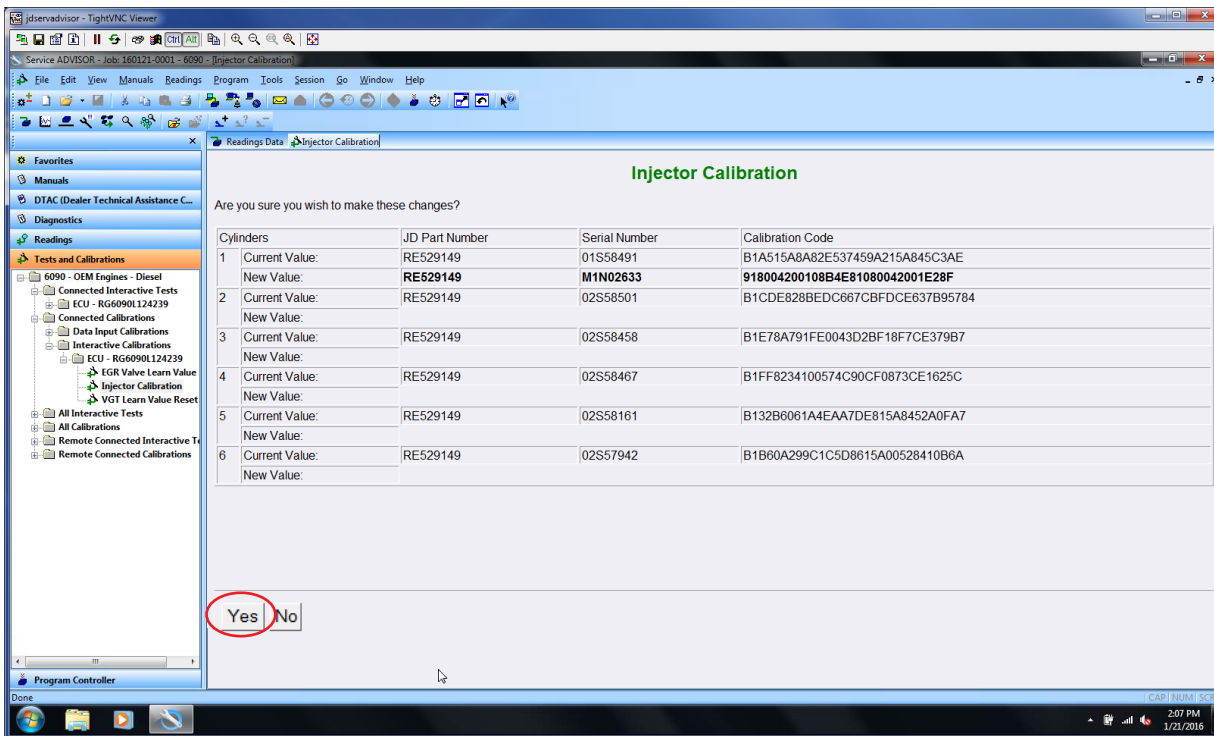 jdservadvisor - TightVNC Viewer
Ctrl Alt
Service ADVISOR - Job: 160121-0001 - 6090 - [Injector Calibration]
File Edit View Manuals Readings Program Tools Session Go Window Help
Readings Data Injector Calibration
Favorites
Manuals
DTAC (Dealer Technical Assistance C...
Diagnostics
Readings
Tests and Calibrations
6090 - OEM Engines - Diesel
Connected Interactive Tests
ECU - RG6090L124239
Connected Calibrations
Data Input Calibrations
Interactive Calibrations
ECU - RG6090L124239
EGR Valve Learn Value
Injector Calibration
VGT Learn Value Reset
All Interactive Tests
All Calibrations
Remote Connected Interactive Te
Remote Connected Calibrations
Program Controller
Injector Calibration
Are you sure you wish to make these changes?
Cylinders JD Part Number Serial Number Calibration Code
1 Current Value: RE529149 01S58491 B1A515A8A82E537459A215A845C3AE
New Value: RE529149 M1N02633 918004200108B4E81080042001E28F
2 Current Value: RE529149 02S58501 B1CDE828BEDC667CBFDCE637B95784
New Value:
3 Current Value: RE529149 02S58458 B1E78A791FE0043D2BF18F7CE379B7
New Value:
4 Current Value: RE529149 02S58467 B1FF8234100574C90CF0873CE1625C
New Value:
5 Current Value: RE529149 02S58161 B132B6061A4EAA7DE815A8452A0FA7
New Value:
6 Current Value: RE529149 02S57942 B1B60A299C1C5D8615A00528410B6A
New Value:
Yes No
Done
CAP NUM SCR
2:07 PM
1/21/2016